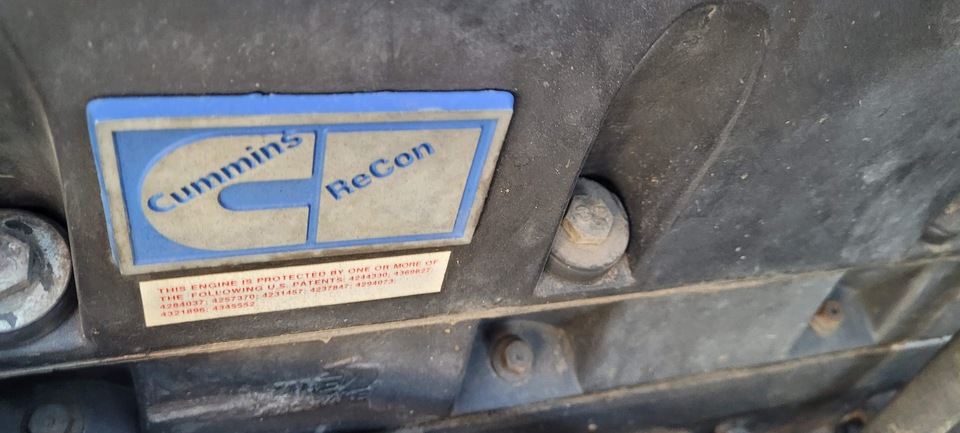 Cummins
ReCon
THIS ENGINE IS PROTECTED BY ONE OR MORE OF
THE FOLLOWING U.S. PATENTS: 4244330; 4369627
4284037; 4257370; 4231457; 4237847; 4294073;
4321896; 4345552